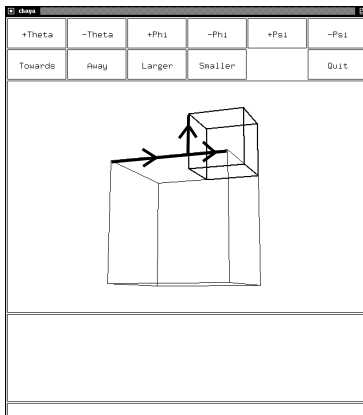 chaya
+Theta -Theta +Phi -Phi +Psi -Psi
Towards Away Larger Smaller Quit